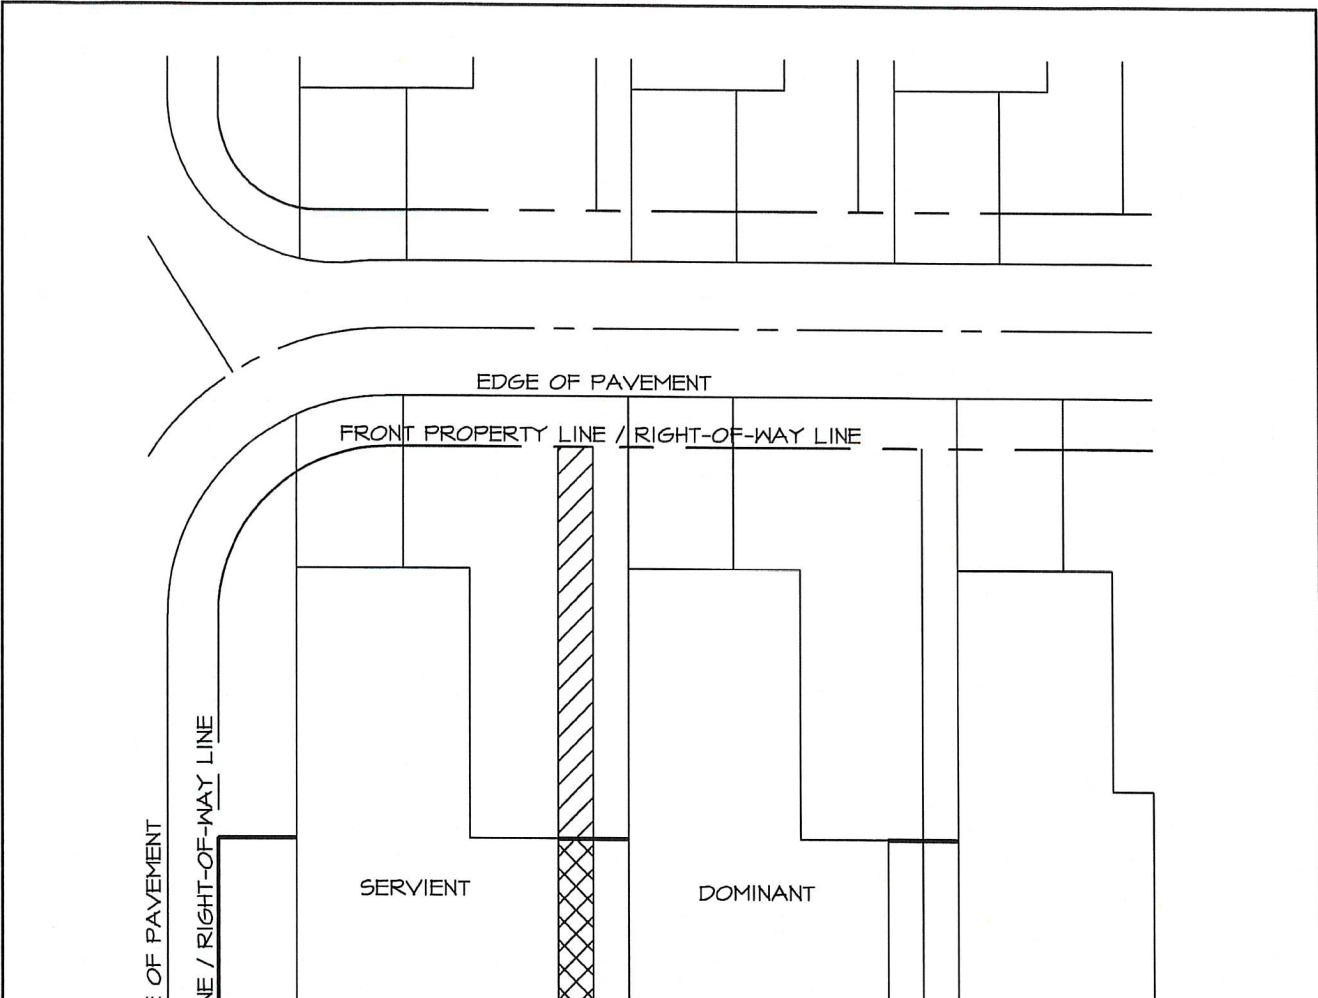 EDGE OF PAVEMENT
FRONT PROPERTY LINE / RIGHT-OF-WAY LINE
SERVIENT
DOMINANT
OF PAVEMENT
/ RIGHT-OF-WAY LINE